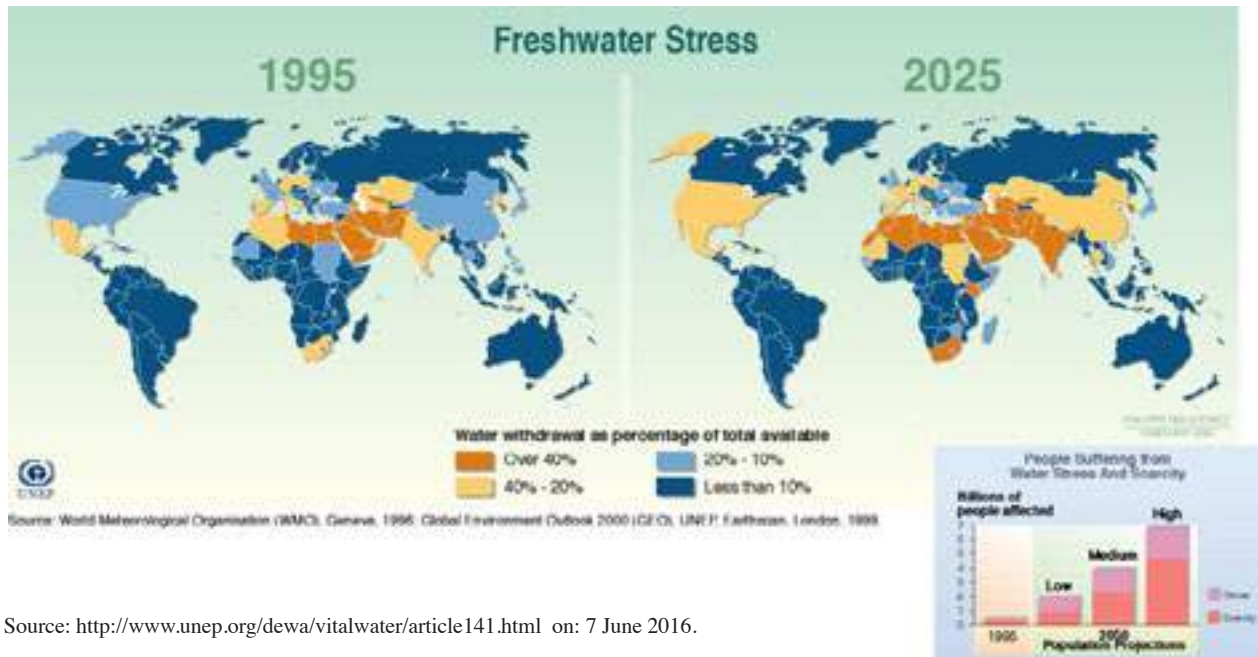 Freshwater Stress
1995
2025
Water withdrawal as percentage of total available
Over 40%
20% - 10%
40% - 20%
Less than 10%
UNEP
Source: World Meteorological Organisation (WMO), Geneva, 1996; Global Environment Outlook 2000 (GEO), UNEP, Earthscan, London, 1999.
People Suffering from
Water Stress And Scarcity
Billions of
people affected
High
Medium
Low
1995
2050
Population Projections
Source: http://www.unep.org/dewa/vitalwater/article141.html on: 7 June 2016.